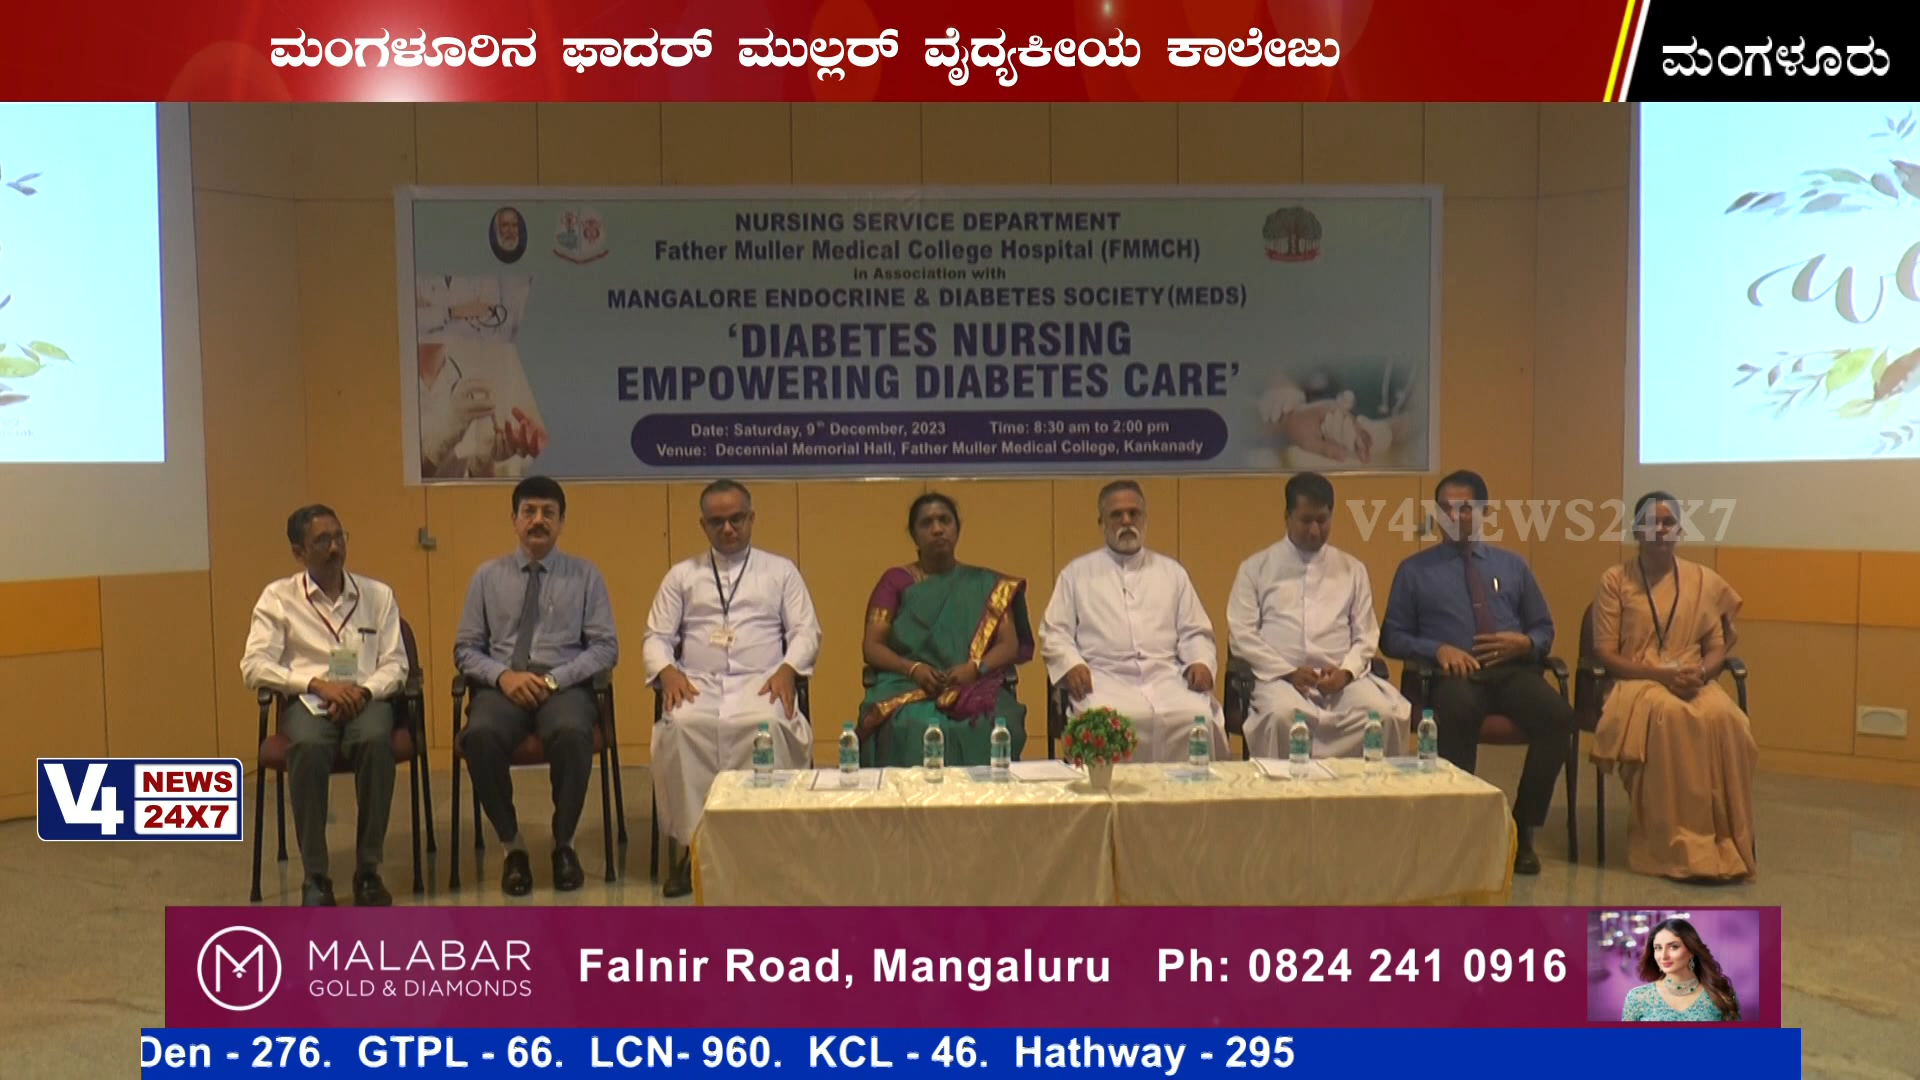 ಮಂಗಳೂರಿನ ಫಾದರ್ ಮುಲ್ಲರ್ ವೈದ್ಯಕೀಯ ಕಾಲೇಜು
ಮಂಗಳೂರು
NURSING SERVICE DEPARTMENT
Father Muller Medical College Hospital (FMMCH)
in Association with
MANGALORE ENDOCRINE & DIABETES SOCIETY(MEDS)
‘DIABETES NURSING
EMPOWERING DIABETES CARE’
Date: Saturday, 9th December, 2023 Time: 8:30 am to 2:00 pm
Venue: Decennial Memorial Hall, Father Muller Medical College, Kankanady
V4NEWS24X7
V4 NEWS
24X7
MALABAR
GOLD & DIAMONDS
Falnir Road, Mangaluru Ph: 0824 241 0916
Den - 276. GTPL - 66. LCN- 960. KCL - 46. Hathway - 295